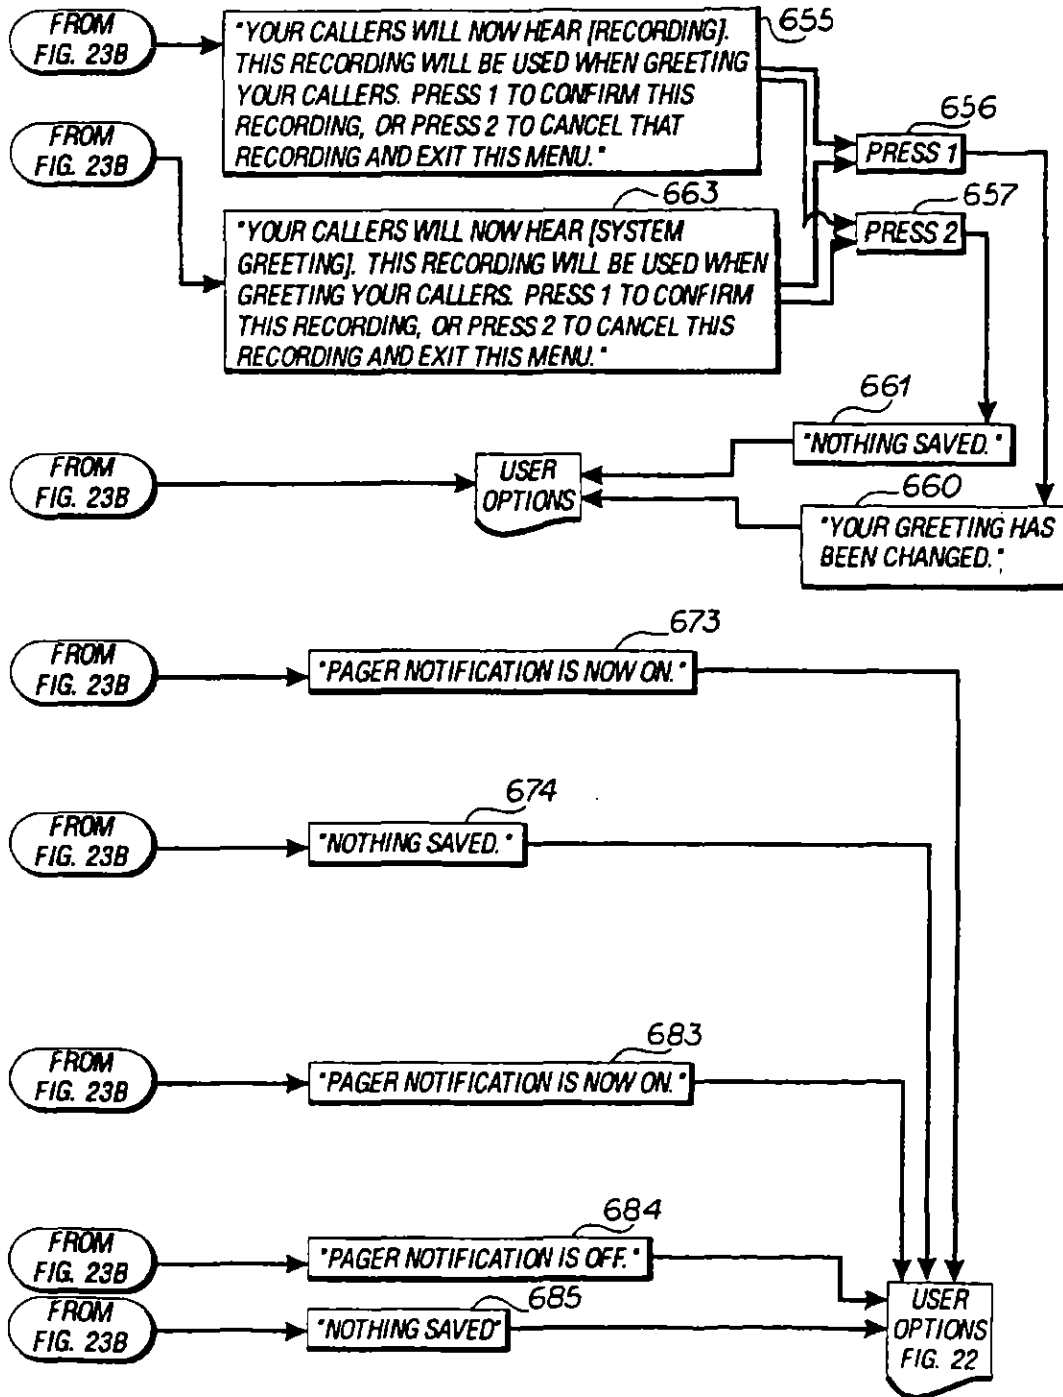 FROM
FIG. 23B
"YOUR CALLERS WILL NOW HEAR [RECORDING].
THIS RECORDING WILL BE USED WHEN GREETING
YOUR CALLERS. PRESS 1 TO CONFIRM THIS
RECORDING, OR PRESS 2 TO CANCEL THAT
RECORDING AND EXIT THIS MENU."
655
FROM
FIG. 23B
656
PRESS 1
657
PRESS 2
663
"YOUR CALLERS WILL NOW HEAR [SYSTEM
GREETING]. THIS RECORDING WILL BE USED WHEN
GREETING YOUR CALLERS. PRESS 1 TO CONFIRM
THIS RECORDING, OR PRESS 2 TO CANCEL THIS
RECORDING AND EXIT THIS MENU."
661
"NOTHING SAVED."
FROM
FIG. 23B
USER
OPTIONS
660
"YOUR GREETING HAS
BEEN CHANGED."
FROM
FIG. 23B
673
"PAGER NOTIFICATION IS NOW ON."
FROM
FIG. 23B
674
"NOTHING SAVED."
FROM
FIG. 23B
683
"PAGER NOTIFICATION IS NOW ON."
FROM
FIG. 23B
684
"PAGER NOTIFICATION IS OFF."
FROM
FIG. 23B
685
"NOTHING SAVED"
USER
OPTIONS
FIG. 22